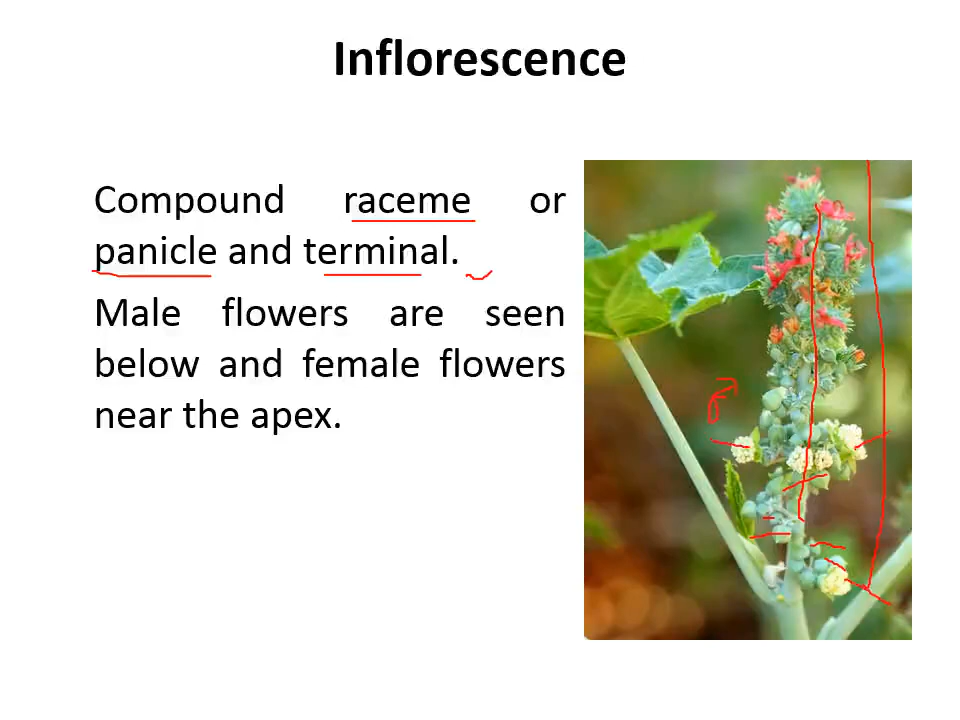 Inflorescence
Compound raceme or
panicle and terminal.
Male flowers are seen
below and female flowers
near the apex.